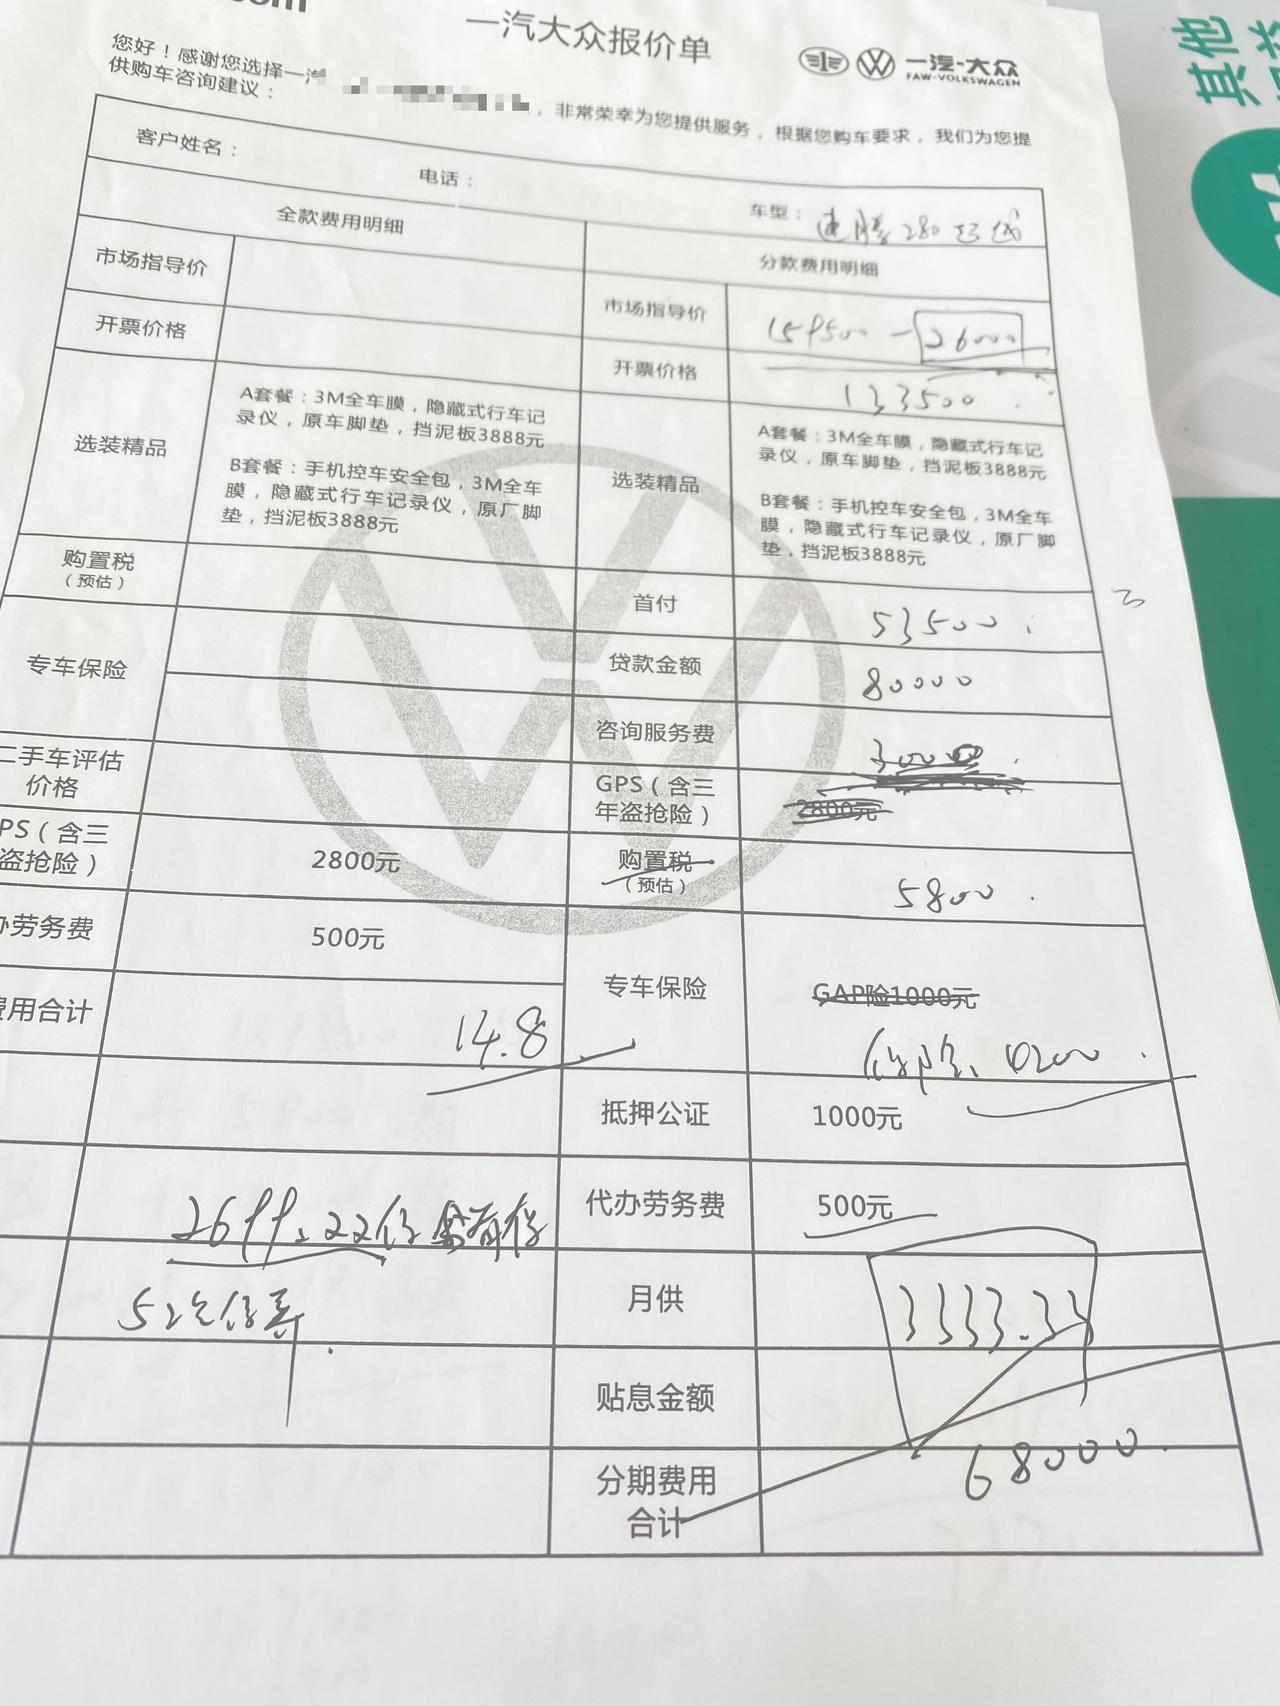 一汽大众报价单
一汽-大众
FAW-VOLKSWAGEN
其他
您好！感谢您选择一汽
，非常荣幸为您提供服务，根据您购车要求，我们为您提
供购车咨询建议：
客户姓名：
电话：
车型：
速腾280
全款费用明细
分款费用明细
市场指导价
市场指导价
159500-26000
开票价格
开票价格
133500
选装精品
A套餐：3M全车膜，隐藏式行车记
录仪，原车脚垫，挡泥板3888元
B套餐：手机控车安全包，3M全车
膜，隐藏式行车记录仪，原厂脚
垫，挡泥板3888元
选装精品
A套餐：3M全车膜，隐藏式行车记
录仪，原车脚垫，挡泥板3888元
B套餐：手机控车安全包，3M全车
膜，隐藏式行车记录仪，原厂脚
垫，挡泥板3888元
购置税
（预估）
首付
53500
专车保险
贷款金额
80000
咨询服务费
3000
二手车评估
价格
GPS（含三
年盗抢险）
2800元
PS（含三
盗抢险）
2800元
购置税
（预估）
5800
办劳务费
500元
专车保险
GAP险1000元
费用合计
14.8
抵押公证
1000元
代办劳务费
500元
月供
3333.33
贴息金额
分期费用
合计
68000